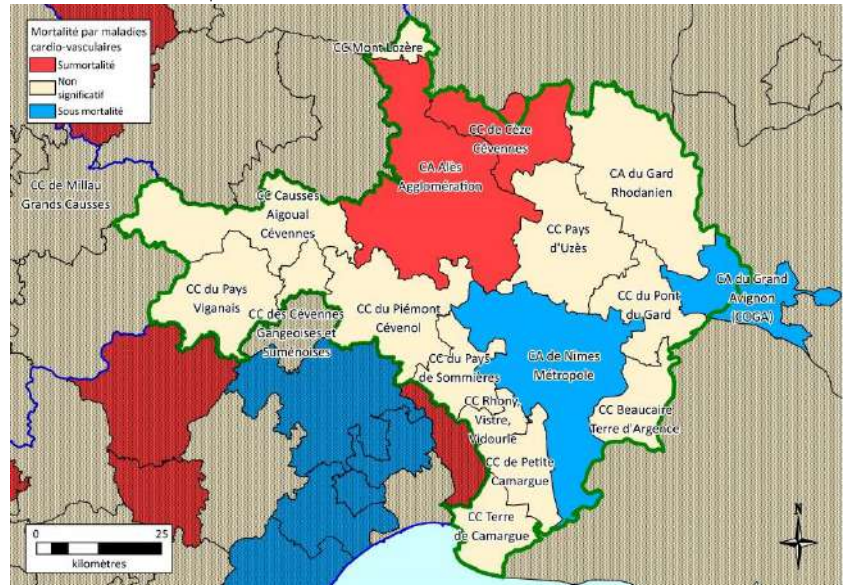 Mortalité par maladies
cardio-vasculaires
Surmortalité
Non
significatif
Sous mortalité
CC Mont Lozère
CC de Cèze
Cévennes
CA Alès
Agglomération
CA du Gard
Rhodanien
CC de Millau
Grands Causses
CC Causses
Aigoual
Cévennes
CC Pays
d'Uzès
CC du Pays
Viganais
CC des Cévennes
Gangeoises et
Suménoises
CC du Piémont
Cévenol
CC du Pont
du Gard
CA du Grand
Avignon
(COGA)
CC du Pays
de Sommières
CA de Nîmes
Métropole
CC Rhony,
Vistre,
Vidourle
CC Beaucaire
Terre d'Argence
CC de Petite
Camargue
CC Terre
de Camargue
0 25
kilomètres
N